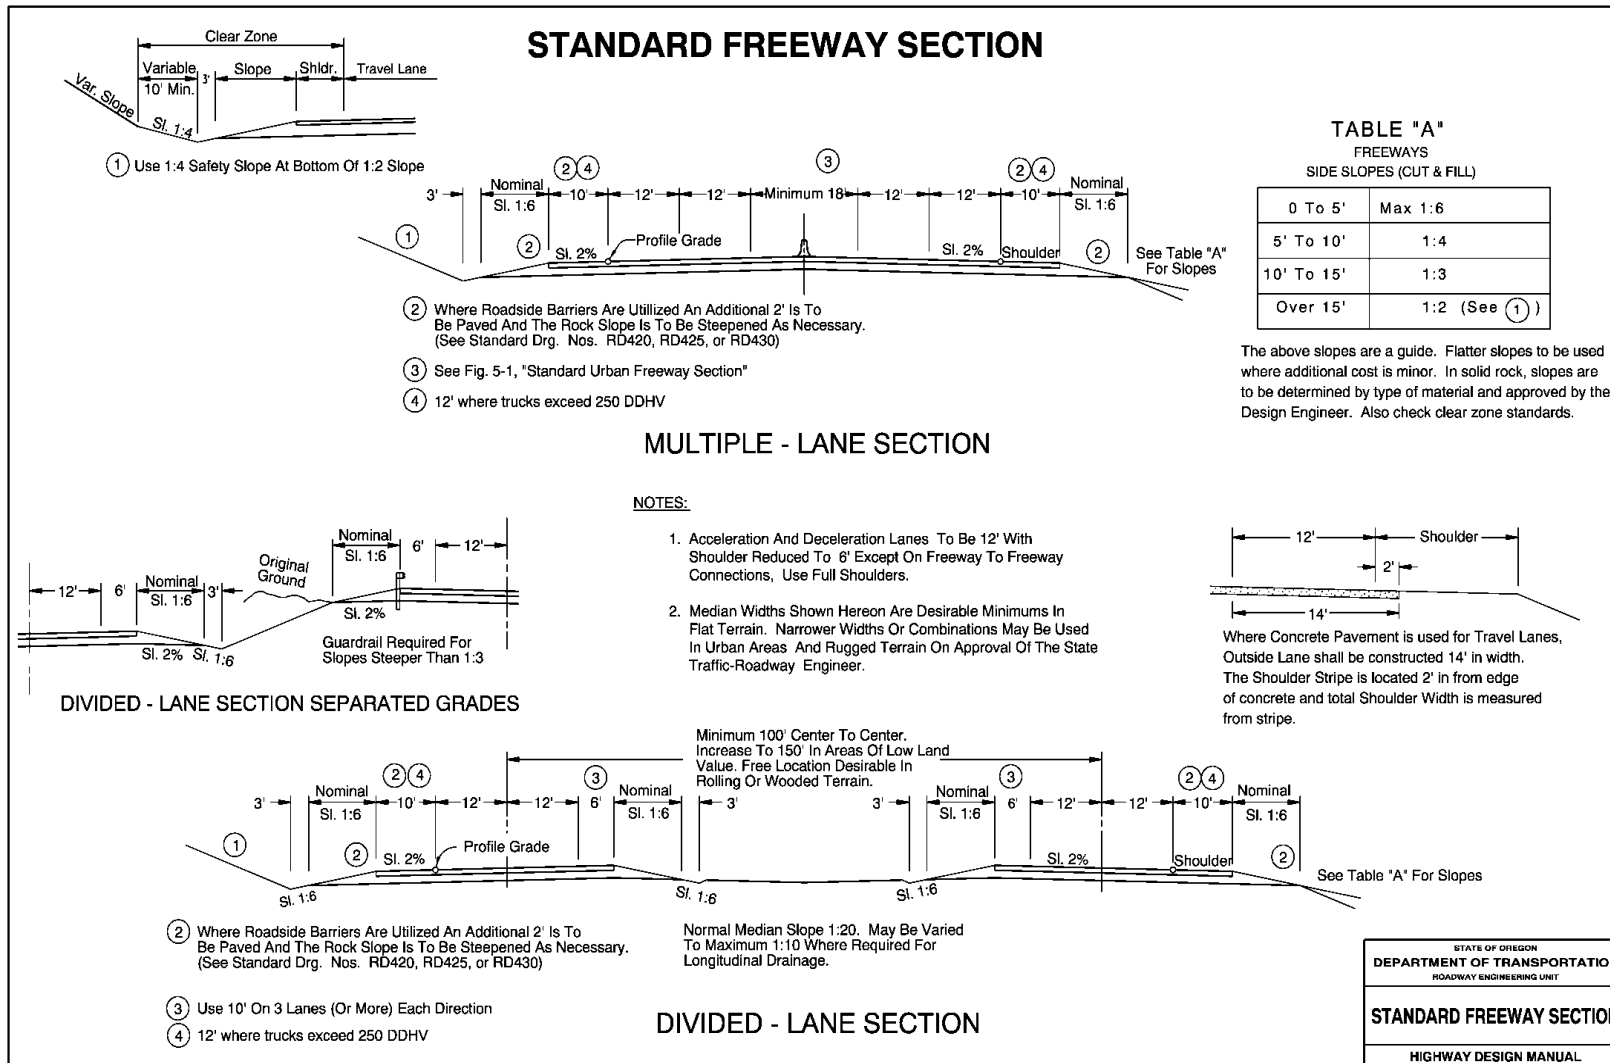 STANDARD FREEWAY SECTION
Clear Zone
Variable 3' Slope Shldr. Travel Lane
10' Min.
Var. Slope
Sl. 1:4
1 Use 1:4 Safety Slope At Bottom Of 1:2 Slope
TABLE "A"
FREEWAYS
SIDE SLOPES (CUT & FILL)
0 To 5' Max 1:6
5' To 10' 1:4
10' To 15' 1:3
Over 15' 1:2 (See 1 )
The above slopes are a guide. Flatter slopes to be used
where additional cost is minor. In solid rock, slopes are
to be determined by type of material and approved by the
Design Engineer. Also check clear zone standards.
2 4 3 2 4
3' Nominal 10' 12' 12' Minimum 18' 12' 12' 10' Nominal
Sl. 1:6 Sl. 1:6
1 2 Sl. 2% Profile Grade Sl. 2% Shoulder 2 See Table "A"
For Slopes
2 Where Roadside Barriers Are Utillized An Additional 2' Is To
Be Paved And The Rock Slope Is To Be Steepened As Necessary.
(See Standard Drg. Nos. RD420, RD425, or RD430)
3 See Fig. 5-1, "Standard Urban Freeway Section"
4 12' where trucks exceed 250 DDHV
MULTIPLE - LANE SECTION
12' 6' Nominal 3' Original Nominal 6' 12'
Sl. 1:6 Ground Sl. 1:6
Sl. 2% Sl. 1:6 Sl. 2%
Guardrail Required For
Slopes Steeper Than 1:3
DIVIDED - LANE SECTION SEPARATED GRADES
NOTES:
1. Acceleration And Deceleration Lanes To Be 12' With
Shoulder Reduced To 6' Except On Freeway To Freeway
Connections, Use Full Shoulders.
2. Median Widths Shown Hereon Are Desirable Minimums In
Flat Terrain. Narrower Widths Or Combinations May Be Used
In Urban Areas And Rugged Terrain On Approval Of The State
Traffic-Roadway Engineer.
12' Shoulder
2'
14'
Where Concrete Pavement is used for Travel Lanes,
Outside Lane shall be constructed 14' in width.
The Shoulder Stripe is located 2' in from edge
of concrete and total Shoulder Width is measured
from stripe.
Minimum 100' Center To Center.
Increase To 150' In Areas Of Low Land
Value. Free Location Desirable In
Rolling Or Wooded Terrain.
2 4 3 3 2 4
3' Nominal 10' 12' 12' 6' Nominal 3' 3' Nominal 6' 12' 12' 10' Nominal
Sl. 1:6 Sl. 1:6 Sl. 1:6 Sl. 1:6
1 2 Sl. 2% Profile Grade Sl. 2% Shoulder 2
See Table "A" For Slopes
Sl. 1:6 Sl. 1:6 Sl. 1:6
2 Where Roadside Barriers Are Utilized An Additional 2' Is To
Be Paved And The Rock Slope Is To Be Steepened As Necessary.
(See Standard Drg. Nos. RD420, RD425, or RD430)
Normal Median Slope 1:20. May Be Varied
To Maximum 1:10 Where Required For
Longitudinal Drainage.
3 Use 10' On 3 Lanes (Or More) Each Direction
4 12' where trucks exceed 250 DDHV
DIVIDED - LANE SECTION
STATE OF OREGON
DEPARTMENT OF TRANSPORTATIO
ROADWAY ENGINEERING UNIT
STANDARD FREEWAY SECTION
HIGHWAY DESIGN MANUAL